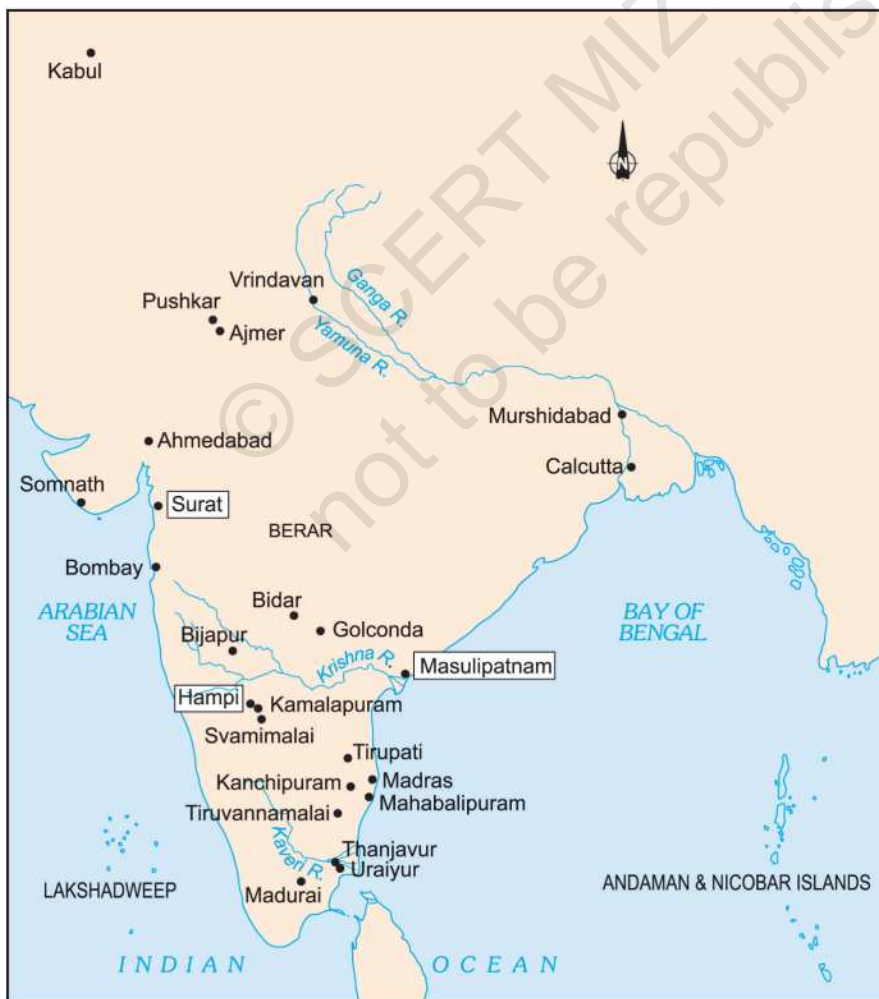 © SCERT MIZ
not to be republis
Kabul
N
Vrindavan
Ganga R.
Pushkar
Ajmer
Yamuna R.
Murshidabad
Ahmedabad
Calcutta
Somnath
Surat
BERAR
Bombay
Bidar
ARABIAN
SEA
Golconda
BAY OF
BENGAL
Bijapur
Krishna R.
Masulipatnam
Hampi
Kamalapuram
Svamimalai
Tirupati
Kanchipuram
Madras
Mahabalipuram
Tiruvannamalai
Kaveri R.
Thanjavur
Uraiyur
LAKSHADWEEP
Madurai
ANDAMAN & NICOBAR ISLANDS
INDIAN OCEAN